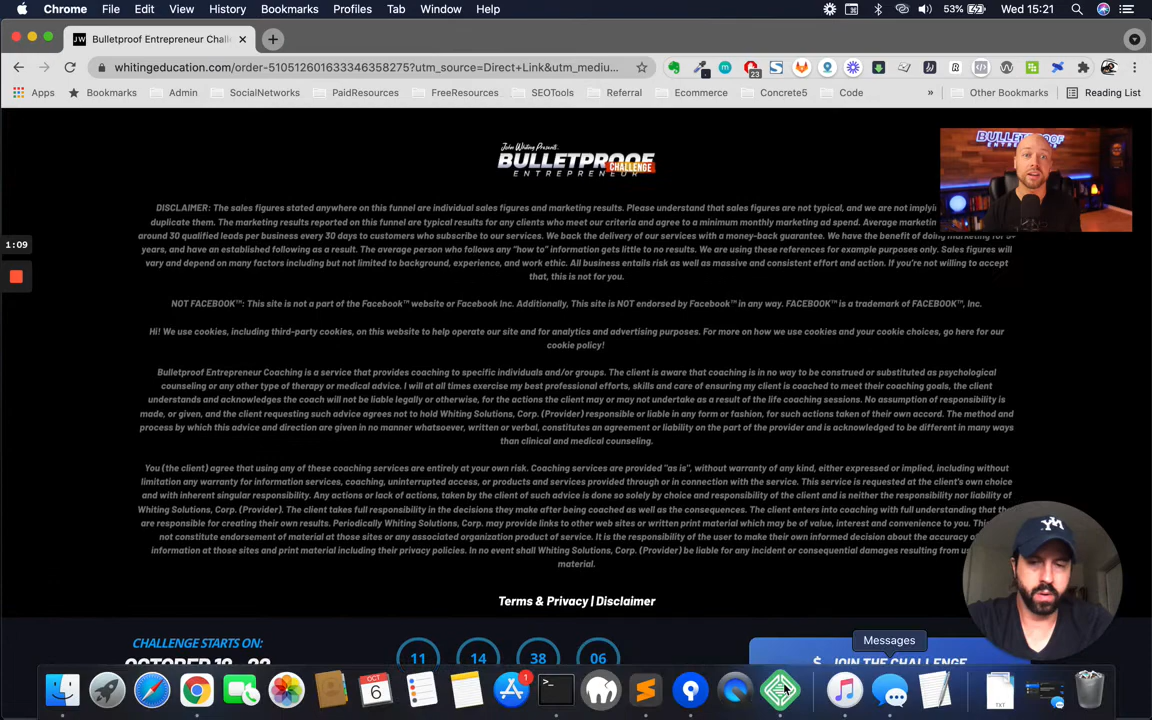 Chrome File Edit View History Bookmarks Profiles Tab Window Help 53% Wed 15:21
JW Bulletproof Entrepreneur Chall
whitingeducation.com/order-5105126016333463582​75?utm_source=Direct+Link&utm_mediu...
23
Apps Bookmarks Admin SocialNetworks PaidResources FreeResources SEOTools Referral Ecommerce Concrete5 Code » Other Bookmarks Reading List
John Whiting Presents...
BULLETPROOF
CHALLENGE
ENTREPRENEUR
BULLETPROOF
DISCLAIMER: The sales figures stated anywhere on this funnel are individual sales figures and marketing results. Please understand that sales figures are not typical, and we are not implyi
duplicate them. The marketing results reported on this funnel are typical results for any clients who meet our criteria and agree to a minimum monthly marketing ad spend. Average marketin
around 30 qualified leads per business every 30 days to customers who subscribe to our services. We back the delivery of our services with a money-back guarantee. We have the benefit of doing marketing for
years, and have an established following as a result. The average person who follows any "how to" information gets little to no results. We are using these references for example purposes only. Sales figures will
vary and depend on many factors including but not limited to background, experience, and work ethic. All business entails risk as well as massive and consistent effort and action. If you're not willing to accept
that, this is not for you.
1:09
NOT FACEBOOK™: This site is not a part of the Facebook™ website or Facebook Inc. Additionally, This site is NOT endorsed by Facebook™ in any way. FACEBOOK™ is a trademark of FACEBOOK™, Inc.
Hi! We use cookies, including third-party cookies, on this website to help operate our site and for analytics and advertising purposes. For more on how we use cookies and your cookie choices, go here for our
cookie policy!
Bulletproof Entrepreneur Coaching is a service that provides coaching to specific individuals and/or groups. The client is aware that coaching is in no way to be construed or substituted as psychological
counseling or any other type of therapy or medical advice. I will at all times exercise my best professional efforts, skills and care of ensuring my client is coached to meet their coaching goals, the client
understands and acknowledges the coach will not be liable legally or otherwise, for the actions the client may or may not undertake as a result of the life coaching sessions. No assumption of responsibility is
made, or given, and the client requesting such advice agrees not to hold Whiting Solutions, Corp. (Provider) responsible or liable in any form or fashion, for such actions taken of their own accord. The method and
process by which this advice and direction are given in no manner whatsoever, written or verbal, constitutes an agreement or liability on the part of the provider and is acknowledged to be different in many ways
than clinical and medical counseling.
You (the client) agree that using any of these coaching services are entirely at your own risk. Coaching services are provided "as is", without warranty of any kind, either expressed or implied, including without
limitation any warranty for information services, coaching, uninterrupted access, or products and services provided through or in connection with the service. This service is requested at the client's own choice
and with inherent singular responsibility. Any actions or lack of actions, taken by the client of such advice is done so solely by choice and responsibility of the client and is neither the responsibility nor liability of
Whiting Solutions, Corp. (Provider). The client takes full responsibility in the decisions they make after being coached as well as the consequences. The client enters into coaching with full understanding that the
are responsible for creating their own results. Periodically Whiting Solutions, Corp. may provide links to other web sites or written print material which may be of value, interest and convenience to you. This
not constitute endorsement of material at those sites or any associated organization product of service. It is the responsibility of the user to make their own informed decision about the accuracy
information at those sites and print material including their privacy policies. In no event shall Whiting Solutions, Corp. (Provider) be liable for any incident or consequential damages resulting from
material.
Terms & Privacy | Disclaimer
CHALLENGE STARTS ON:
OCTOBER 18 - 22
11 14 38 06
$ JOIN THE CHALLENGE
Messages
OCT
6
1
TXT